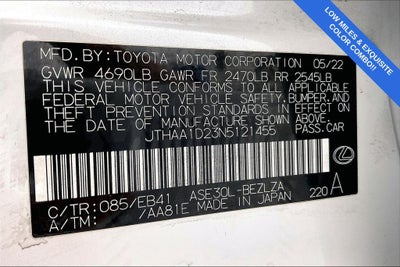 LOW MILES & EXQUISITE
COLOR COMBO!!
MFD. BY: TOYOTA MOTOR CORPORATION 05/22
GVWR 4690LB GAWR FR 2470LB RR 2545LB
THIS VEHICLE CONFORMS TO ALL APPLICABLE
FEDERAL MOTOR VEHICLE SAFETY, BUMPER, AND
THEFT PREVENTION STANDARDS IN EFFECT ON
THE DATE OF MANUFACTURE SHOWN ABOVE.
JTHAA1D23N5121455 PASS. CAR
C/TR: 085/EB41 ASE30L-BEZLZA 220 A
A/TM: /AA81E MADE IN JAPAN